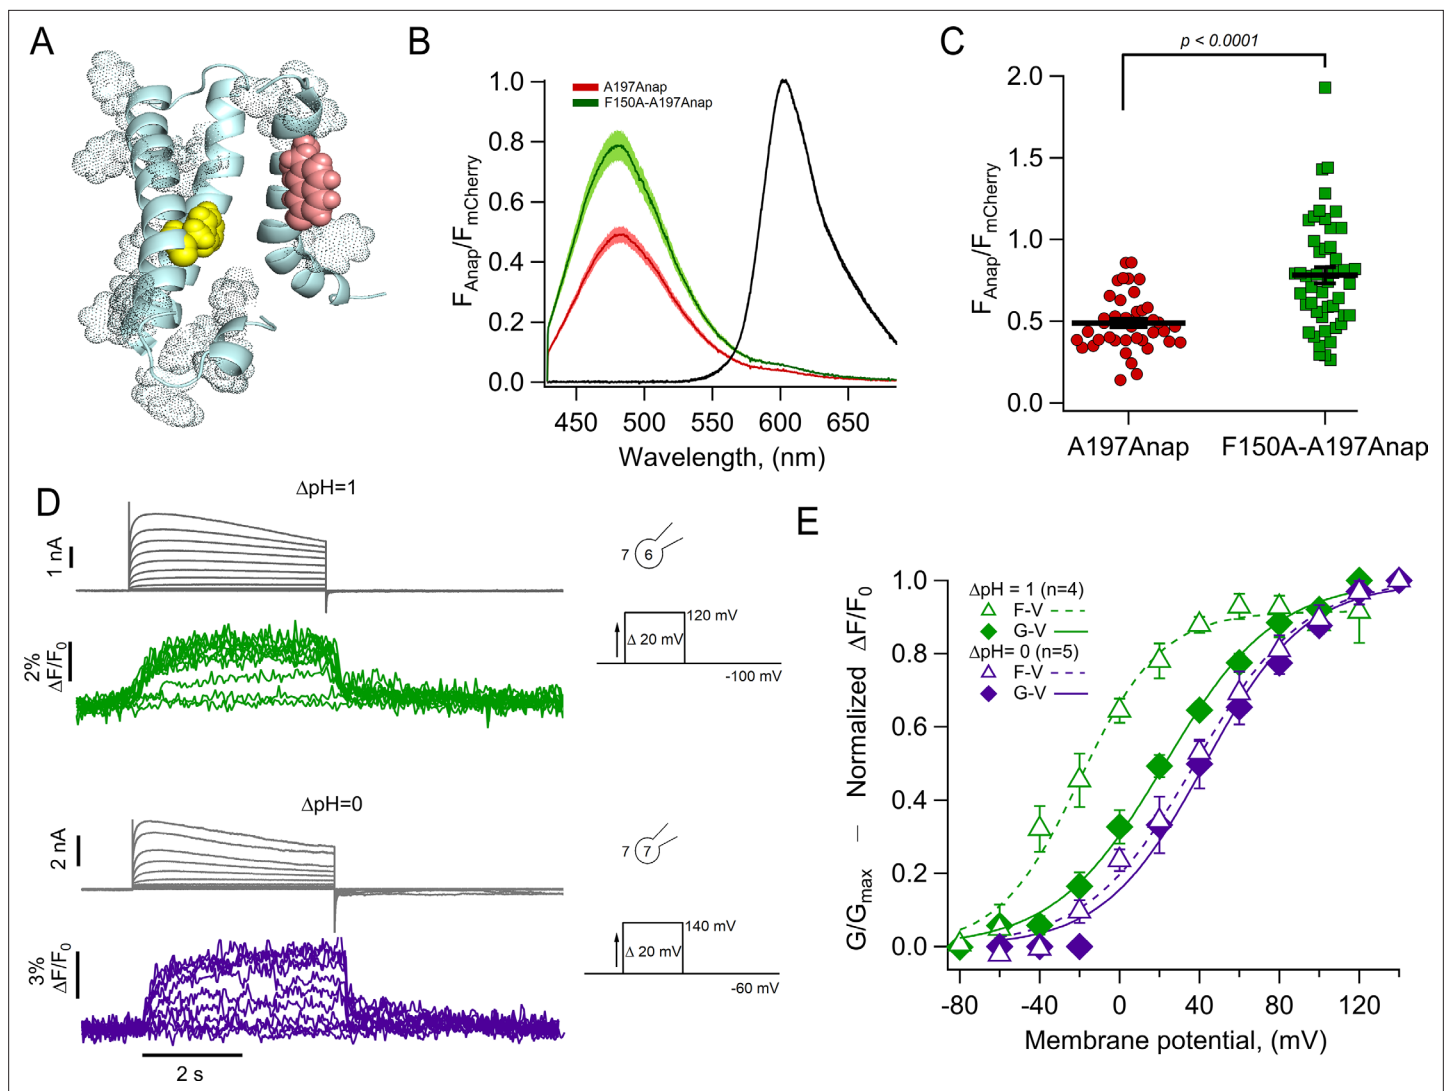 A
B
1.0
0.8
0.6
0.4
0.2
0.0
F_Anap/F_mCherry
A197Anap
F150A-A197Anap
450
500
550
600
650
Wavelength, (nm)
C
p < 0.0001
2.0
1.5
1.0
0.5
0.0
F_Anap/F_mCherry
A197Anap
F150A-A197Anap
D
ΔpH=1
1 nA
2%
ΔF/F₀
7
6
120 mV
Δ 20 mV
-100 mV
ΔpH=0
2 nA
3%
ΔF/F₀
7
7
140 mV
Δ 20 mV
-60 mV
2 s
E
G/G_max — Normalized ΔF/F₀
1.0
0.8
0.6
0.4
0.2
0.0
ΔpH = 1 (n=4)
F-V
G-V
ΔpH= 0 (n=5)
F-V
G-V
-80
-40
0
40
80
120
Membrane potential, (mV)